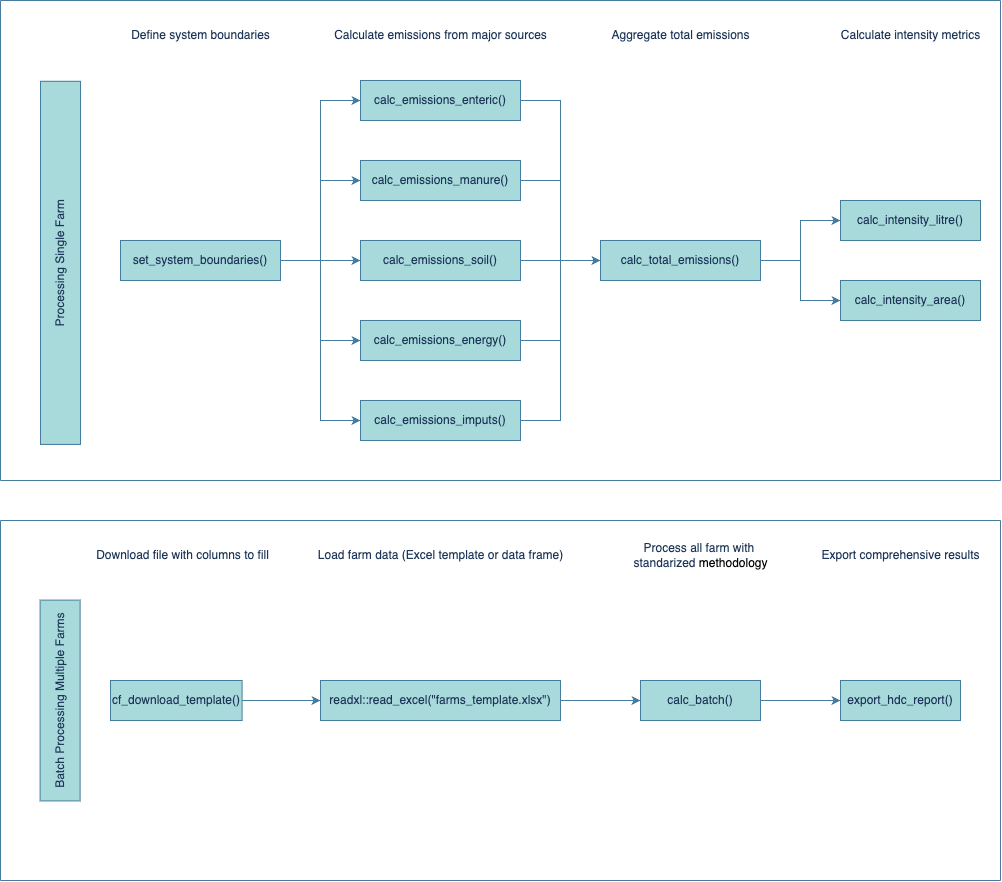 Define system boundaries
Calculate emissions from major sources
Aggregate total emissions
Calculate intensity metrics
Processing Single Farm
set_system_boundaries()
calc_emissions_enteric()
calc_emissions_manure()
calc_emissions_soil()
calc_emissions_energy()
calc_emissions_imputs()
calc_total_emissions()
calc_intensity_litre()
calc_intensity_area()
Download file with columns to fill
Load farm data (Excel template or data frame)
Process all farm with
standarized methodology
Export comprehensive results
Batch Processing Multiple Farms
cf_download_template()
readxl::read_excel("farms_template.xlsx")
calc_batch()
export_hdc_report()